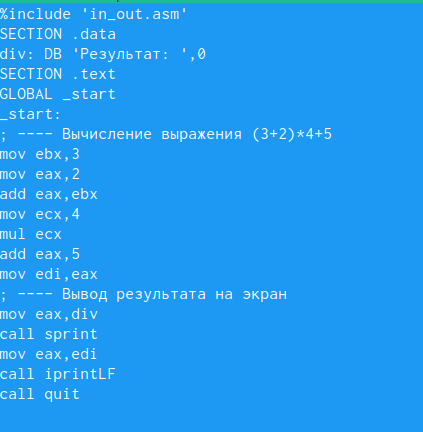 %include 'in_out.asm'
SECTION .data
div: DB 'Результат: ',0
SECTION .text
GLOBAL _start
_start:
; ---- Вычисление выражения (3+2)*4+5
mov ebx,3
mov eax,2
add eax,ebx
mov ecx,4
mul ecx
add eax,5
mov edi,eax
; ---- Вывод результата на экран
mov eax,div
call sprint
mov eax,edi
call iprintLF
call quit